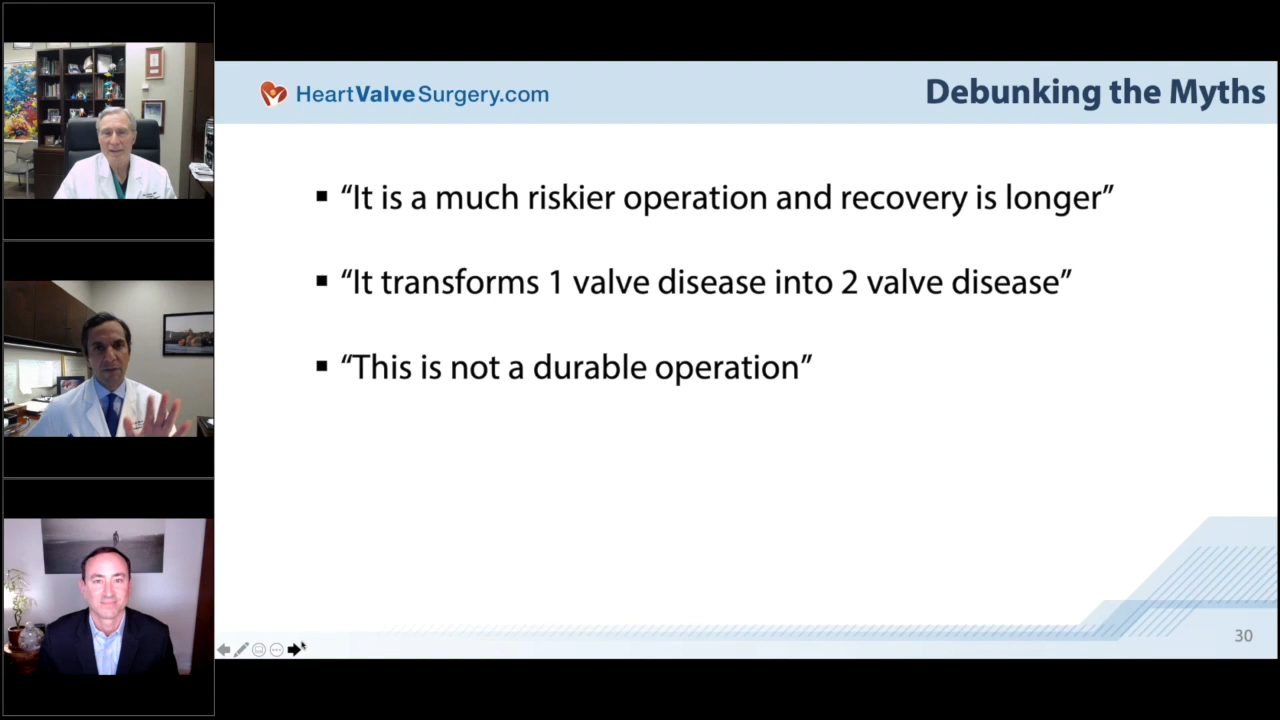 HeartValveSurgery.com
Debunking the Myths
▪ “It is a much riskier operation and recovery is longer”
▪ “It transforms 1 valve disease into 2 valve disease”
▪ “This is not a durable operation”
30